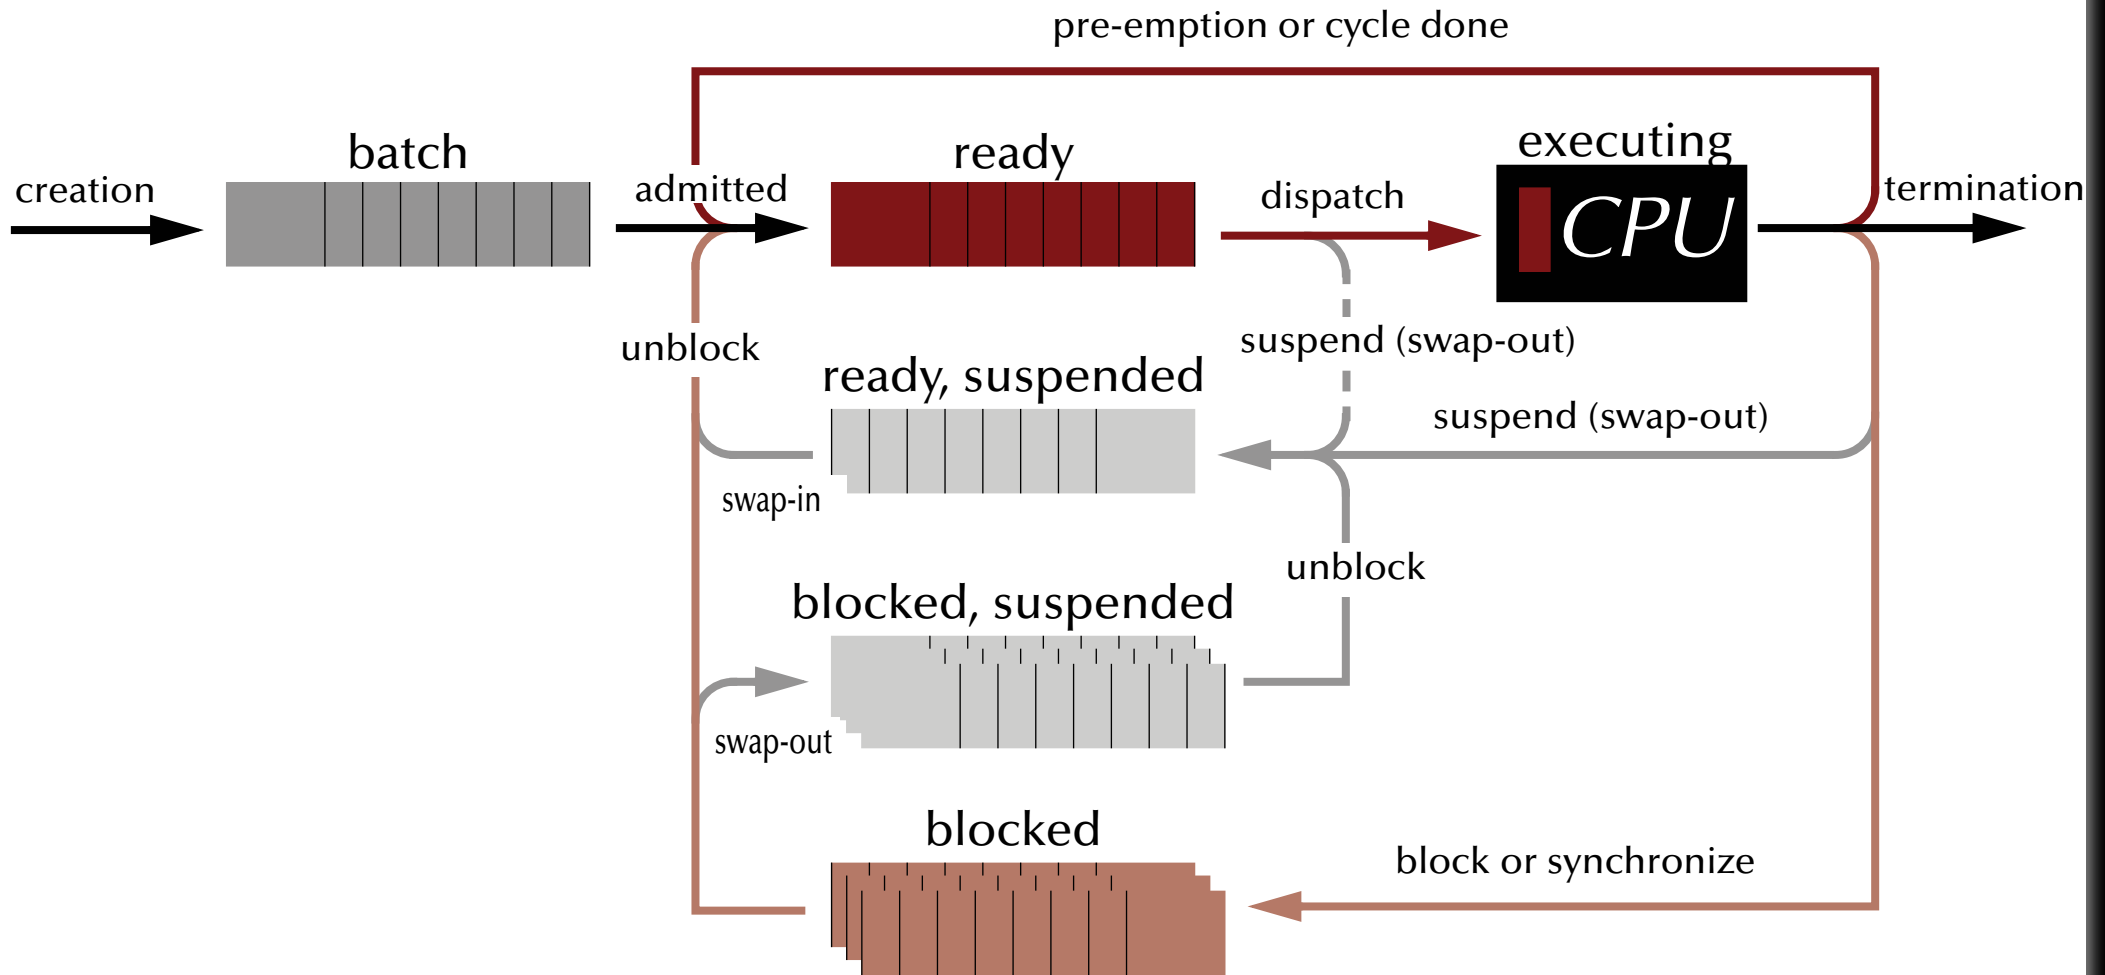 pre-emption or cycle done
creation
batch
admitted
ready
dispatch
executing
CPU
termination
unblock
suspend (swap-out)
ready, suspended
suspend (swap-out)
swap-in
unblock
blocked, suspended
swap-out
blocked
block or synchronize